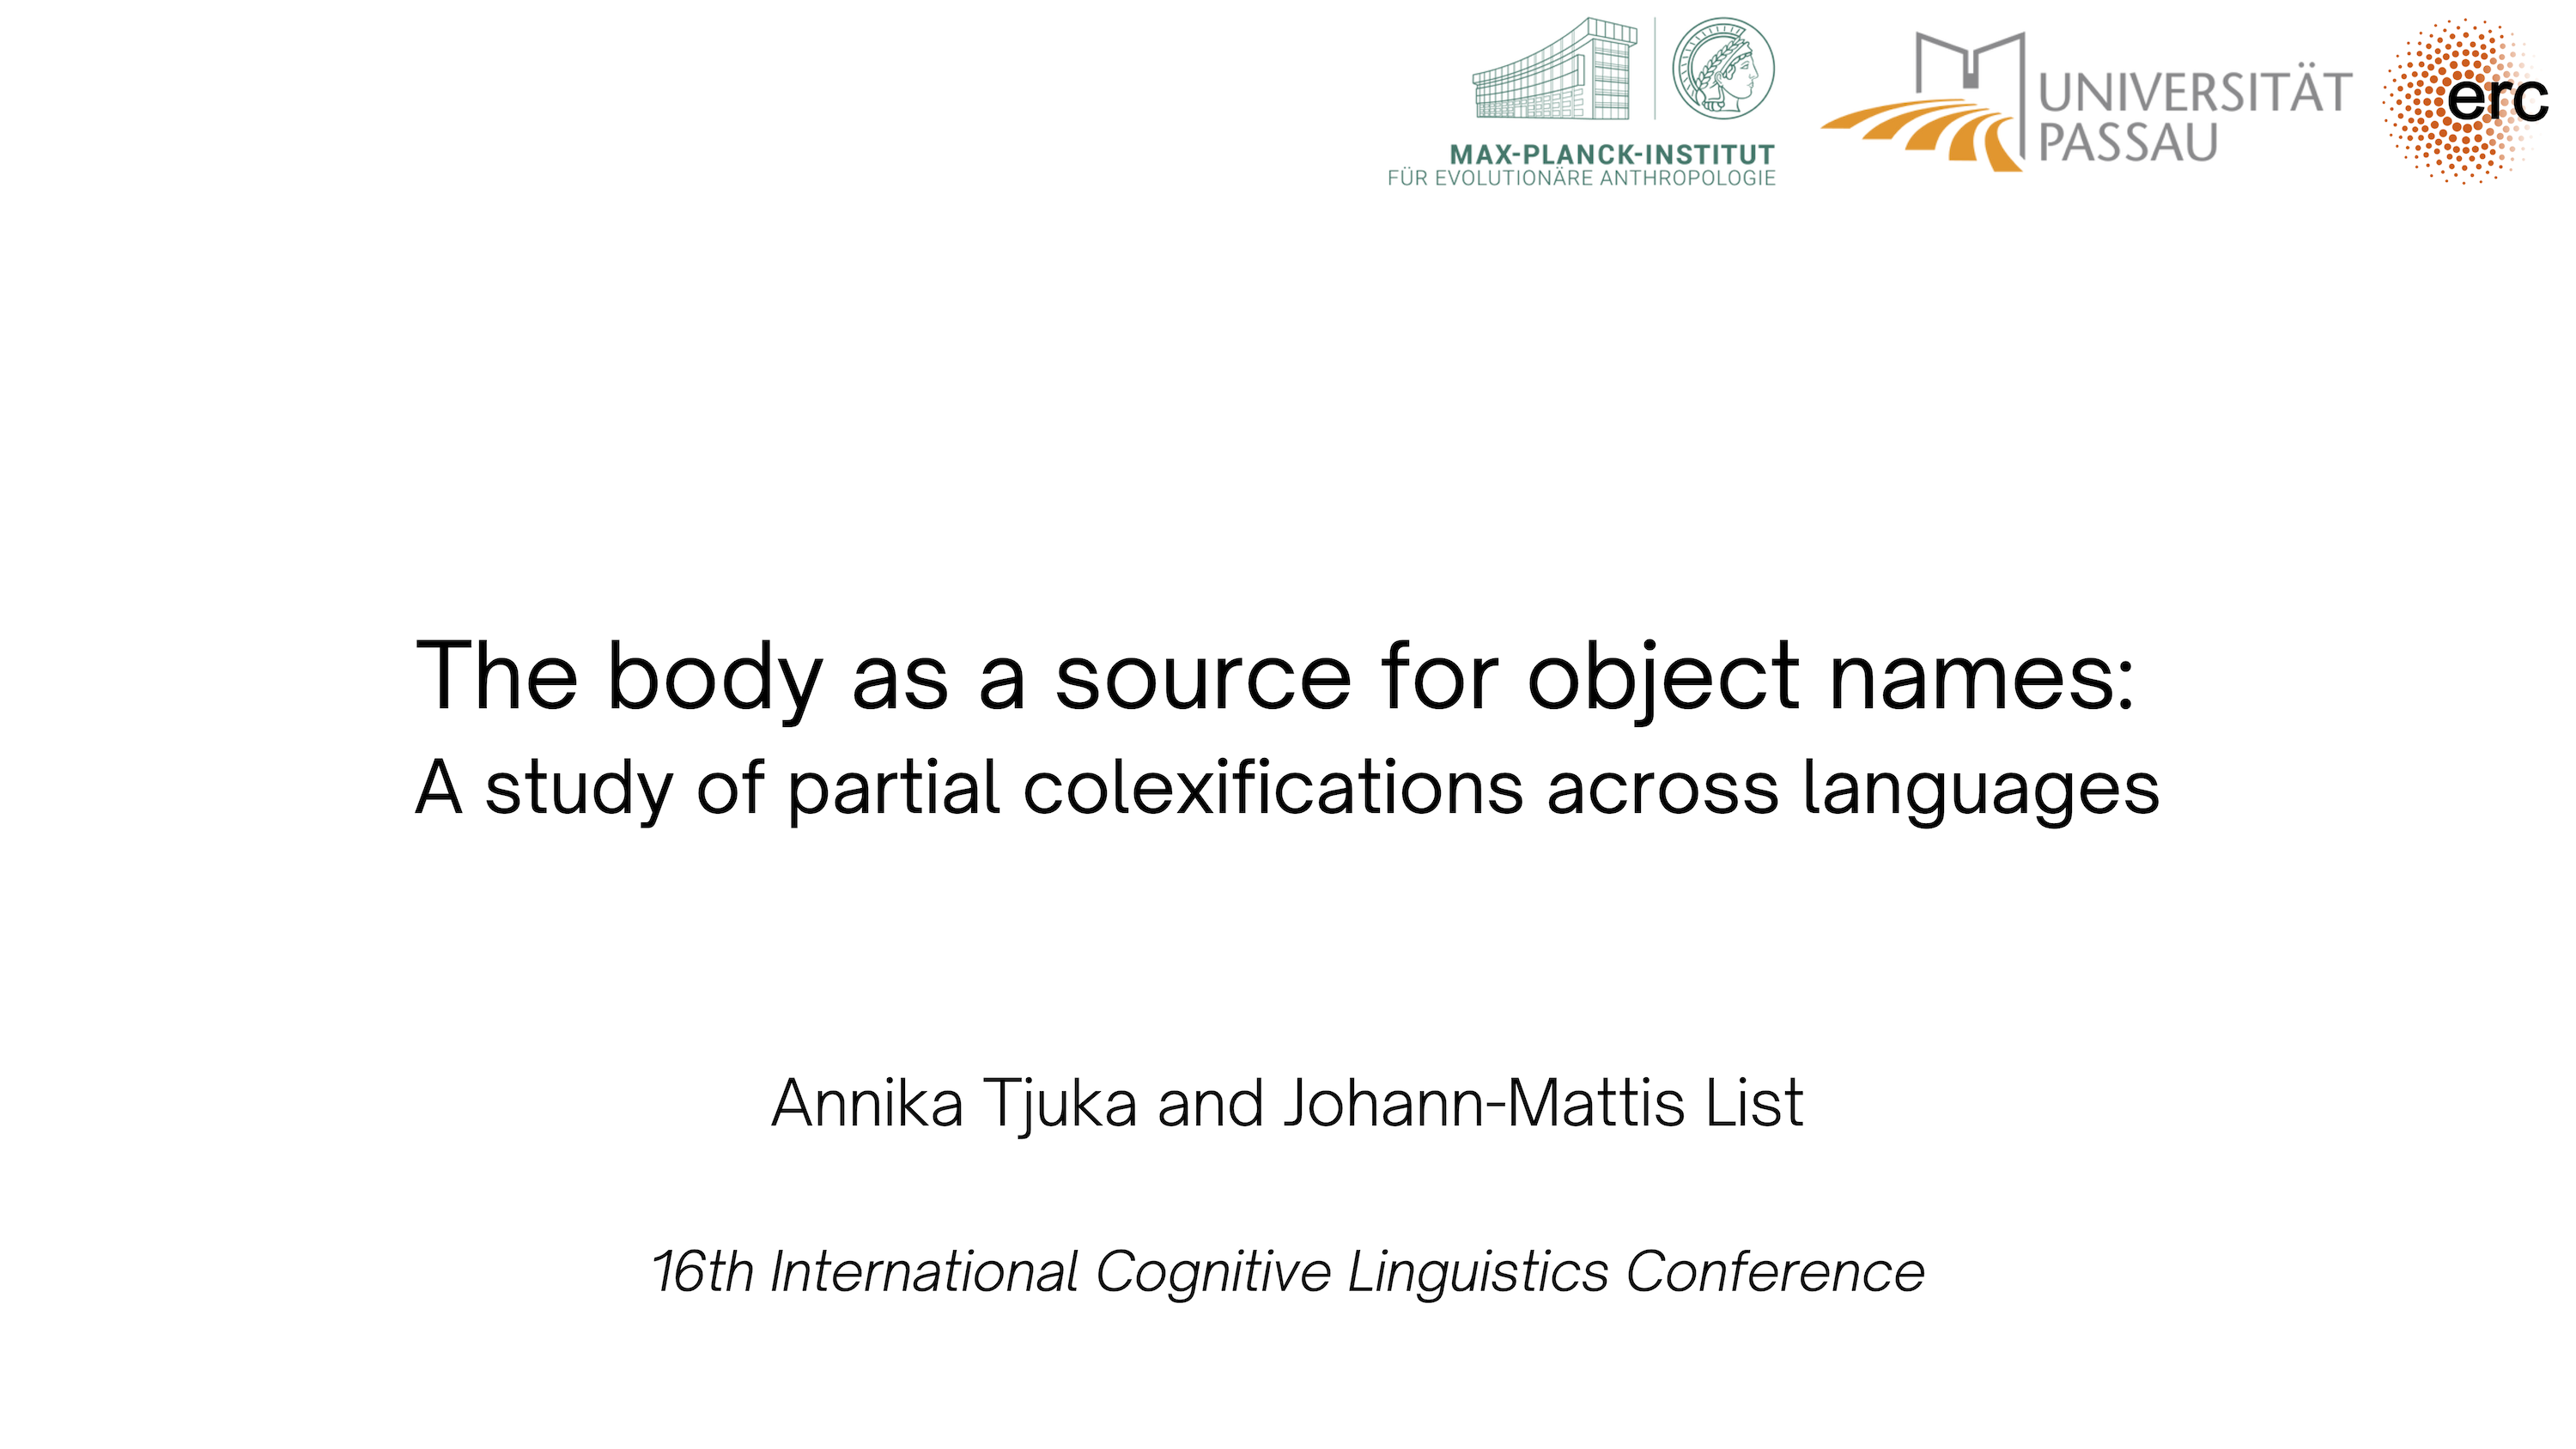 MAX-PLANCK-INSTITUT
FÜR EVOLUTIONÄRE ANTHROPOLOGIE
UNIVERSITÄT
PASSAU
erc
The body as a source for object names:
A study of partial colexifications across languages
Annika Tjuka and Johann-Mattis List
16th International Cognitive Linguistics Conference